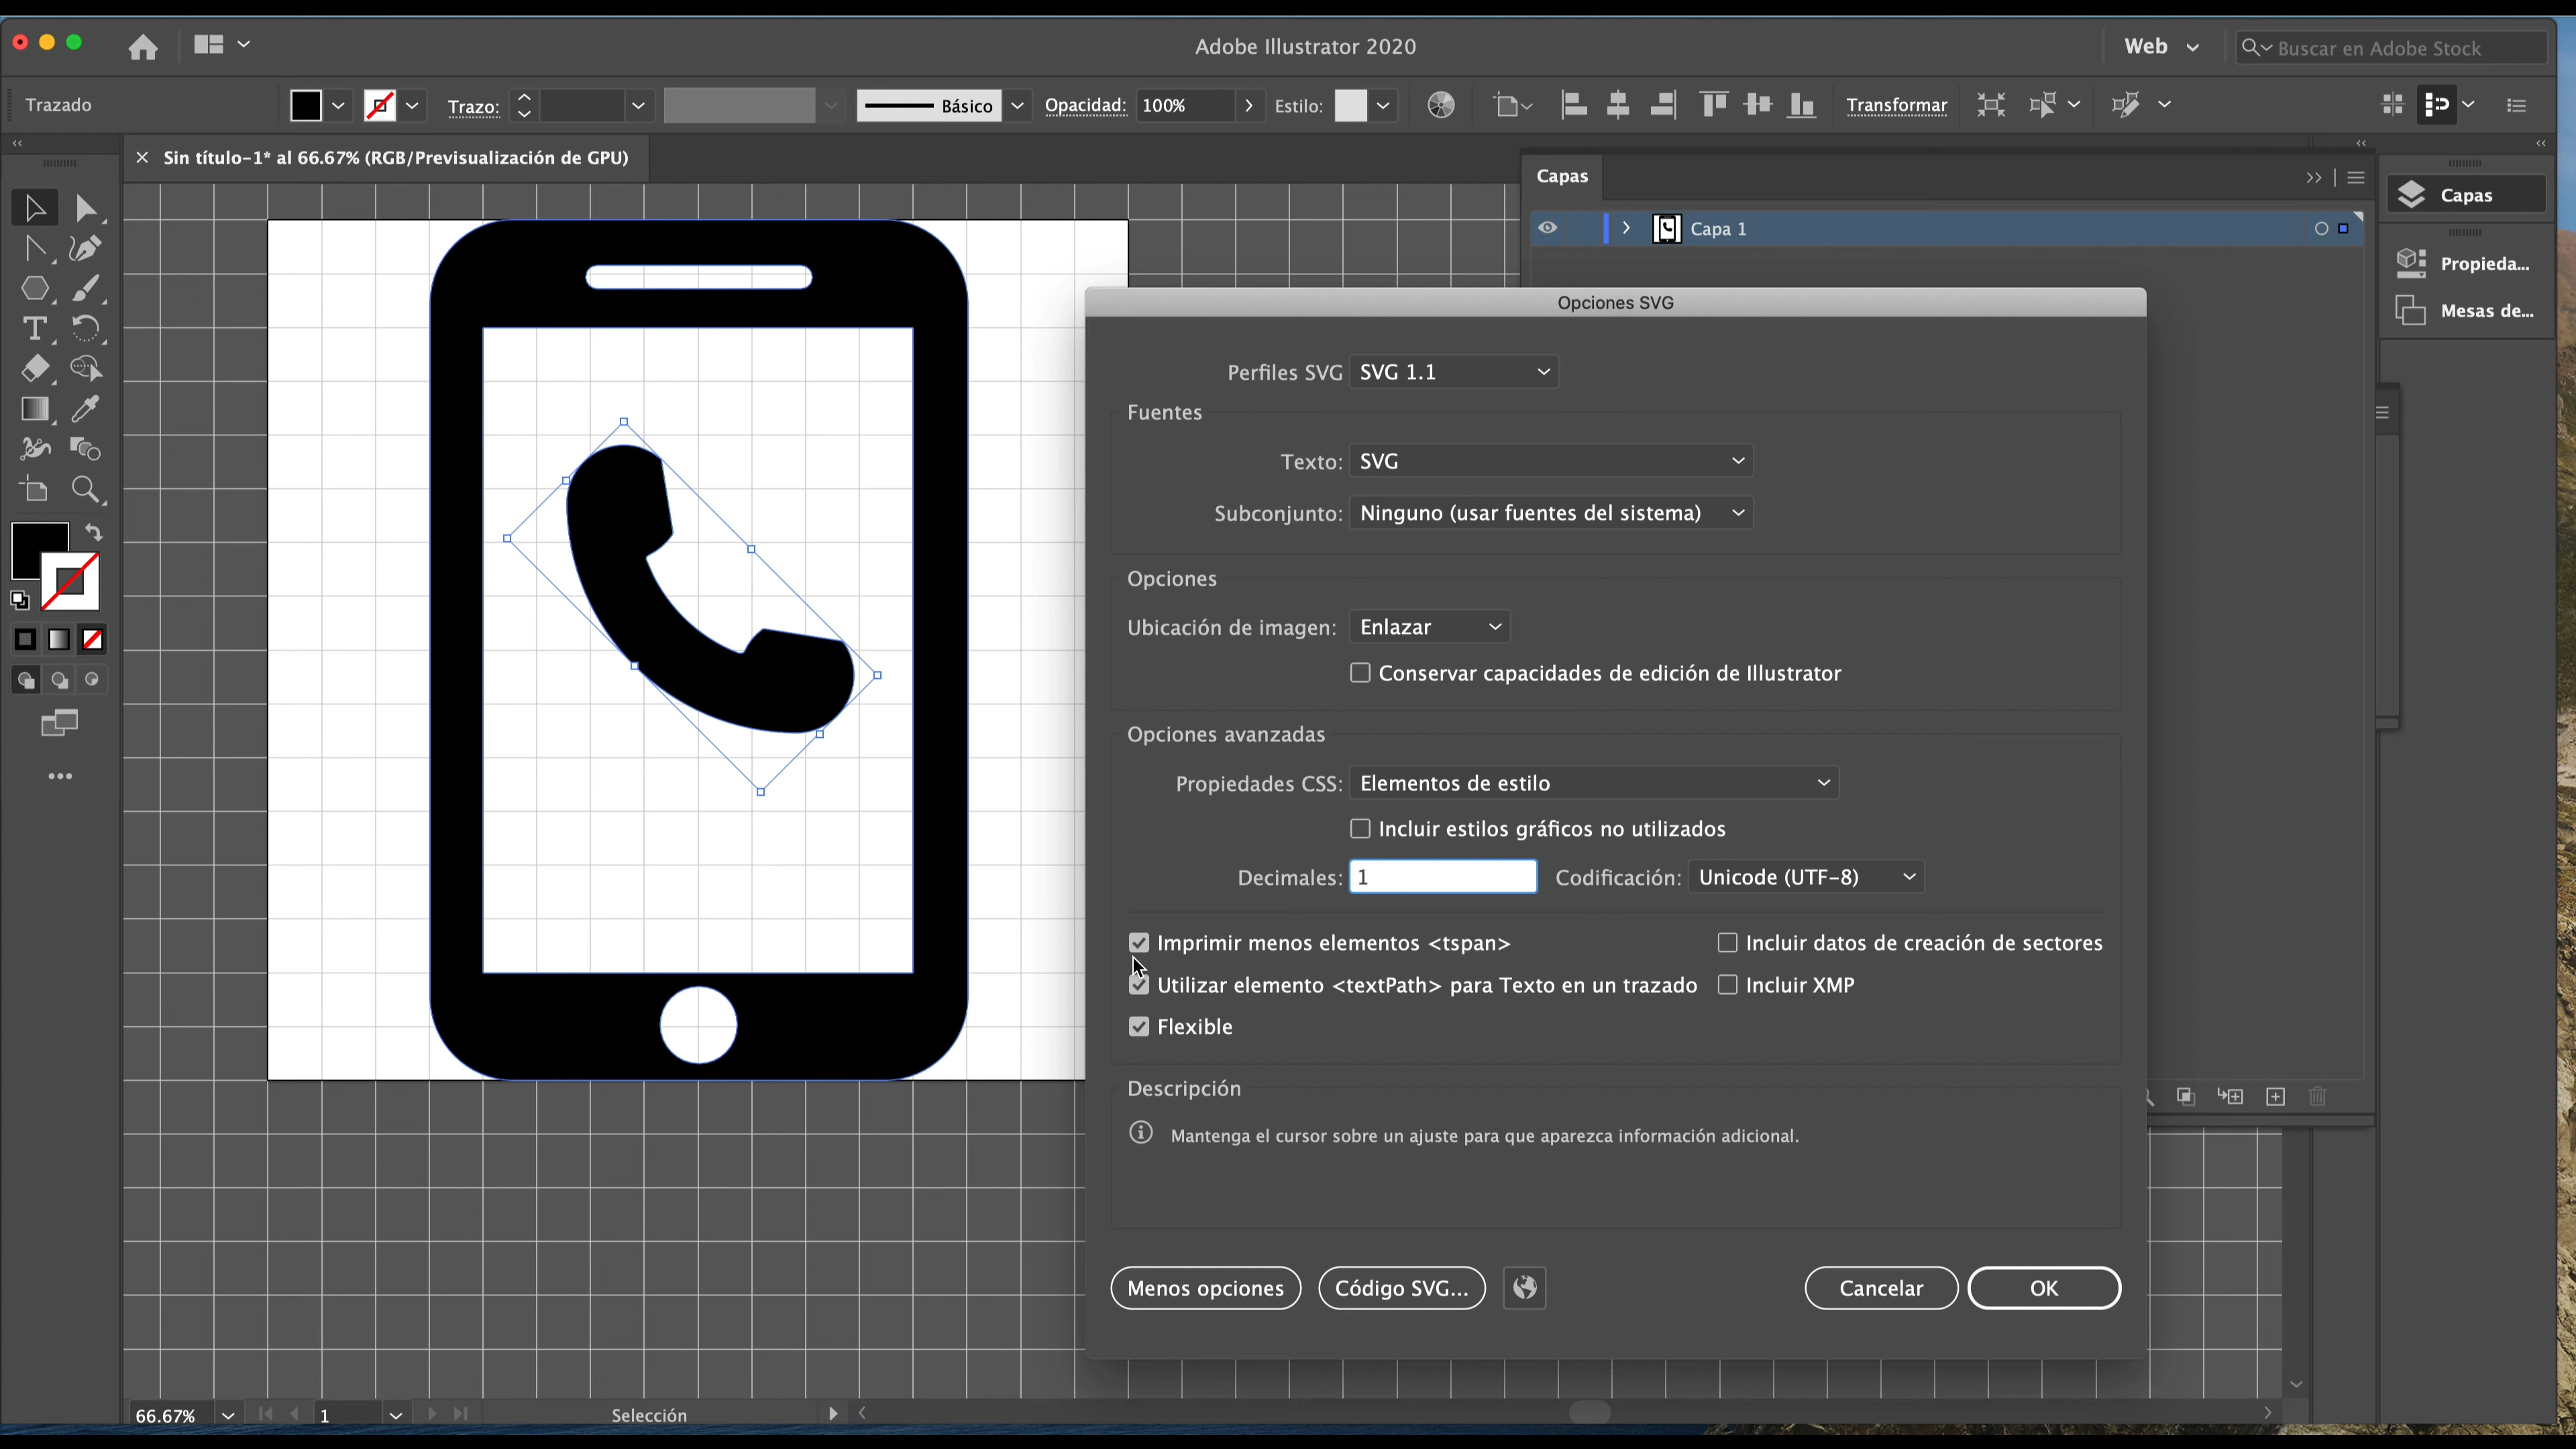 Adobe Illustrator 2020
Web
Buscar en Adobe Stock
Trazado
Trazo:
Básico
Opacidad:
100%
Estilo:
Transformar
Sin título-1* al 66.67% (RGB/Previsualización de GPU)
Capas
Capa 1
Capas
Propieda...
Mesas de...
Opciones SVG
Perfiles SVG SVG 1.1
Fuentes
Texto: SVG
Subconjunto: Ninguno (usar fuentes del sistema)
Opciones
Ubicación de imagen: Enlazar
Conservar capacidades de edición de Illustrator
Opciones avanzadas
Propiedades CSS: Elementos de estilo
Incluir estilos gráficos no utilizados
Decimales: 1 Codificación: Unicode (UTF-8)
Imprimir menos elementos <tspan> Incluir datos de creación de sectores
Utilizar elemento <textPath> para Texto en un trazado Incluir XMP
Flexible
Descripción
Mantenga el cursor sobre un ajuste para que aparezca información adicional.
Menos opciones Código SVG... Cancelar OK
66.67% 1 Selección